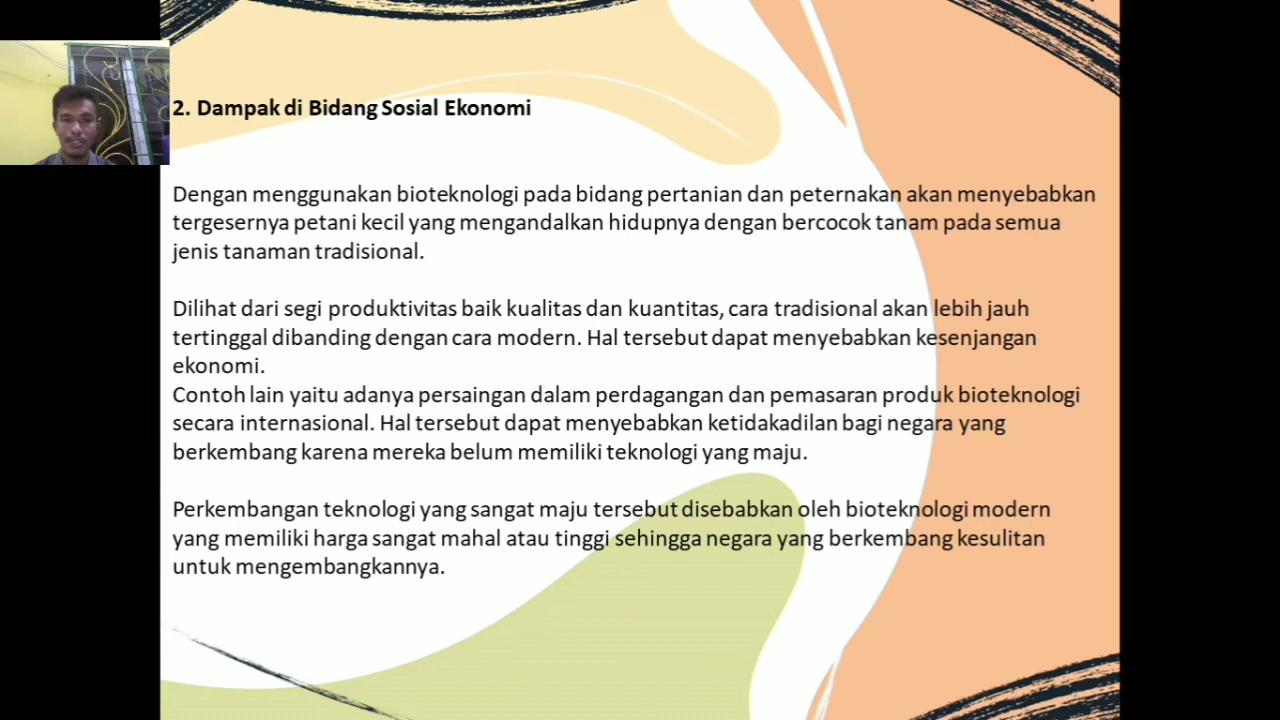 2. Dampak di Bidang Sosial Ekonomi
Dengan menggunakan bioteknologi pada bidang pertanian dan peternakan akan menyebabkan
tergesernya petani kecil yang mengandalkan hidupnya dengan bercocok tanam pada semua
jenis tanaman tradisional.
Dilihat dari segi produktivitas baik kualitas dan kuantitas, cara tradisional akan lebih jauh
tertinggal dibanding dengan cara modern. Hal tersebut dapat menyebabkan kesenjangan
ekonomi.
Contoh lain yaitu adanya persaingan dalam perdagangan dan pemasaran produk bioteknologi
secara internasional. Hal tersebut dapat menyebabkan ketidakadilan bagi negara yang
berkembang karena mereka belum memiliki teknologi yang maju.
Perkembangan teknologi yang sangat maju tersebut disebabkan oleh bioteknologi modern
yang memiliki harga sangat mahal atau tinggi sehingga negara yang berkembang kesulitan
untuk mengembangkannya.